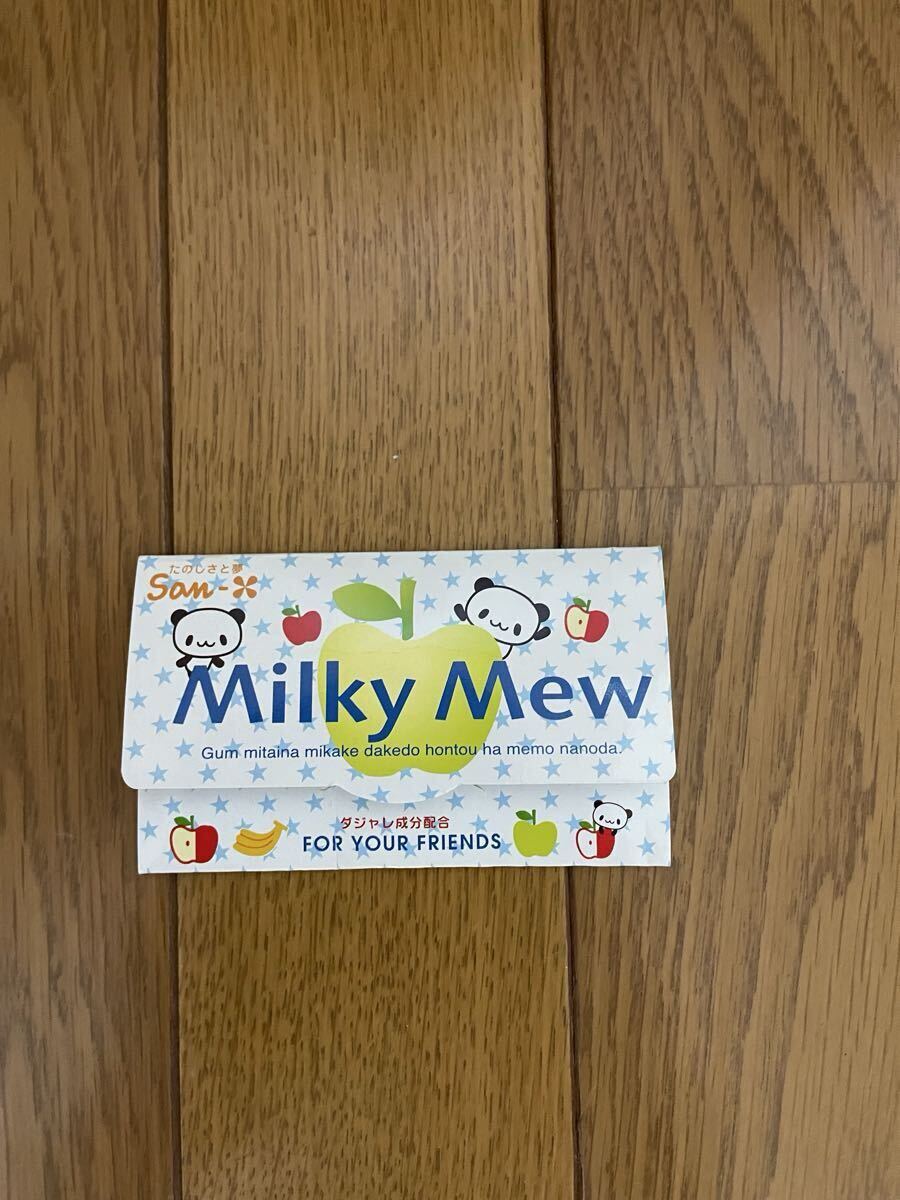 たのしさと夢
San-X
Milky Mew
Gum mitaina mikake dakedo hontou ha memo nanoda.
ダジャレ成分配合
FOR YOUR FRIENDS